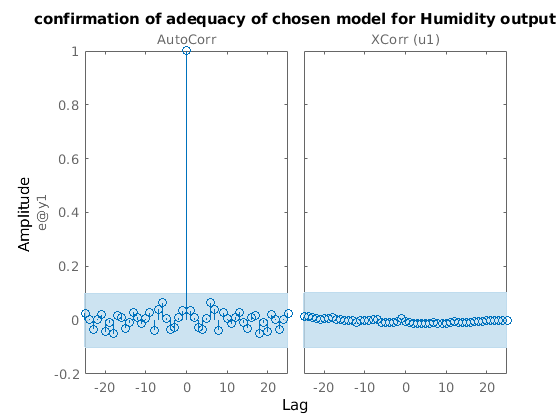 confirmation of adequacy of chosen model for Humidity output
AutoCorr
XCorr (u1)
Amplitude
e@y1
1
0.8
0.6
0.4
0.2
0
-0.2
-20 -10 0 10 20
-20 -10 0 10 20
Lag